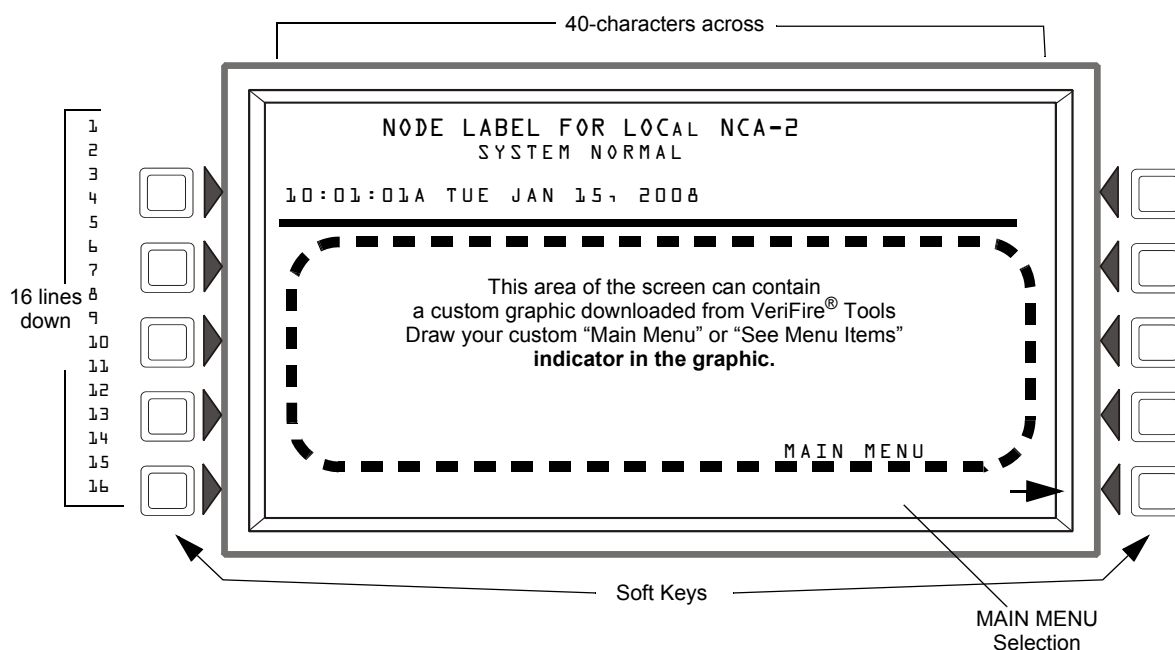 40-characters across
NODE LABEL FOR LOCAL NCA-2
SYSTEM NORMAL
10:01:01A TUE JAN 15, 2008
This area of the screen can contain
a custom graphic downloaded from VeriFire® Tools
Draw your custom “Main Menu” or “See Menu Items”
indicator in the graphic.
MAIN MENU
16 lines
down
1
2
3
4
5
6
7
8
9
10
11
12
13
14
15
16
Soft Keys
MAIN MENU
Selection